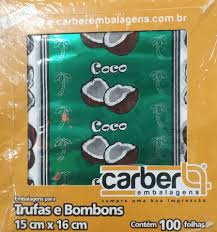 www.carberembalagens.com.br
Coco
Coco
carber
embalagens
sempre uma boa impressão
Embalagens para
Trufas e Bombons
15 cm x 16 cm
Contém 100 folhas